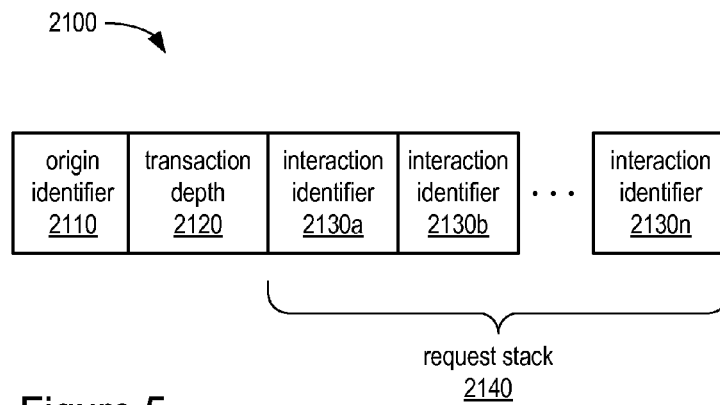 2100
origin identifier 2110
transaction depth 2120
interaction identifier 2130a
interaction identifier 2130b
. . .
interaction identifier 2130n
request stack
2140
Figure 5